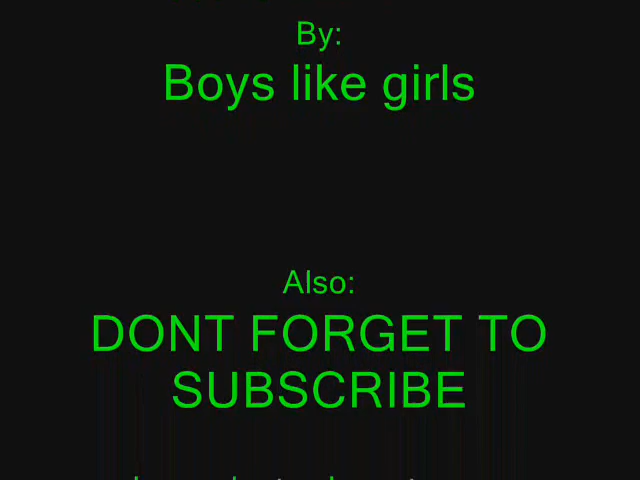 By:
Boys like girls
Also:
DONT FORGET TO
SUBSCRIBE